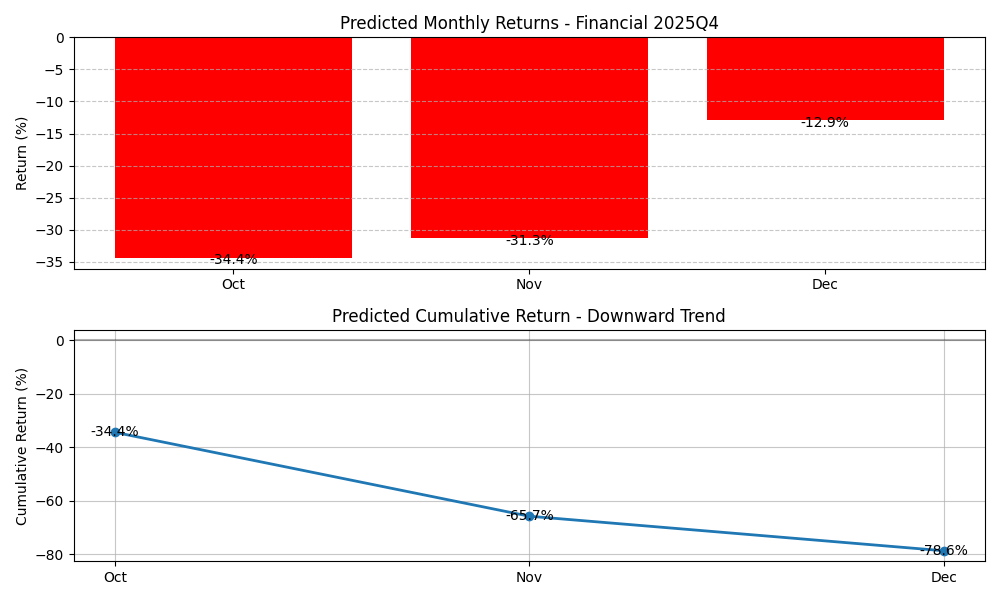 Predicted Monthly Returns - Financial 2025Q4
Return (%)
0
−5
−10
−15
−20
−25
−30
−35
-34.4%
-31.3%
-12.9%
Oct
Nov
Dec
Predicted Cumulative Return - Downward Trend
Cumulative Return (%)
0
−20
−40
−60
−80
-34.4%
-65.7%
-78.6%
Oct
Nov
Dec